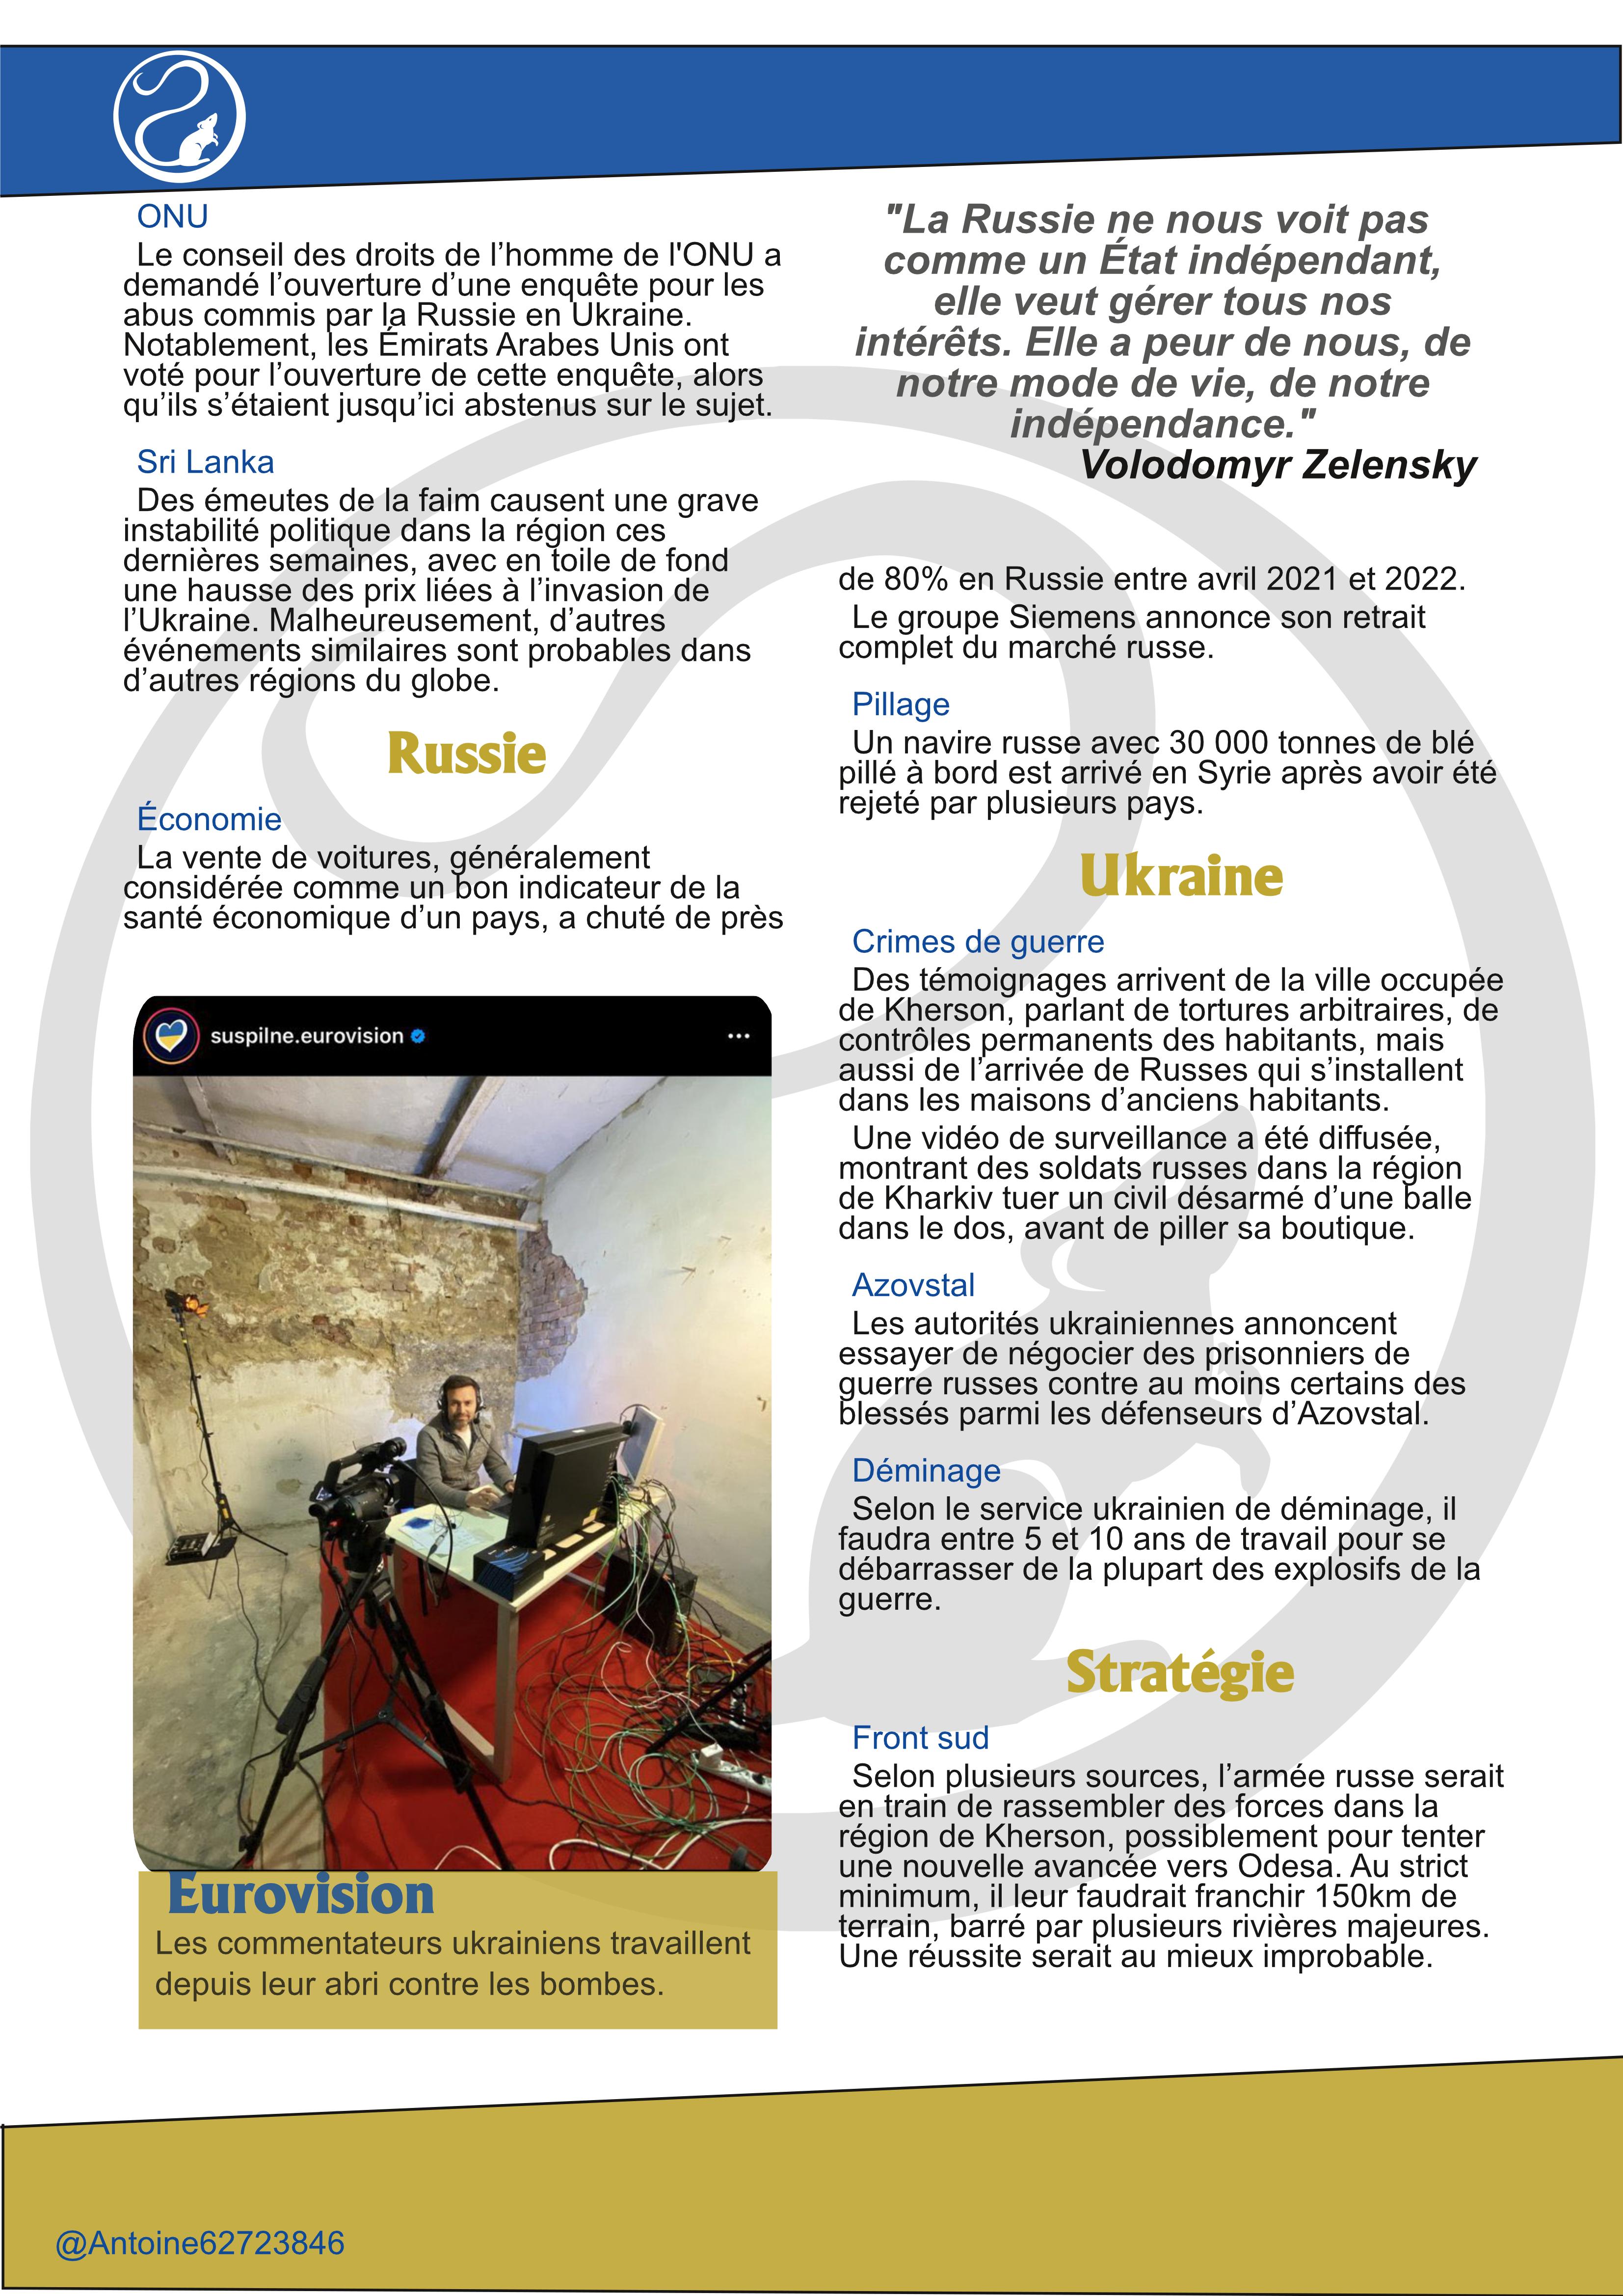 ONU
Le conseil des droits de l’homme de l'ONU a
demandé l’ouverture d’une enquête pour les
abus commis par la Russie en Ukraine.
Notablement, les Émirats Arabes Unis ont
voté pour l’ouverture de cette enquête, alors
qu’ils s’étaient jusqu’ici abstenus sur le sujet.
Sri Lanka
Des émeutes de la faim causent une grave
instabilité politique dans la région ces
dernières semaines, avec en toile de fond
une hausse des prix liées à l’invasion de
l’Ukraine. Malheureusement, d’autres
événements similaires sont probables dans
d’autres régions du globe.
Russie
Économie
La vente de voitures, généralement
considérée comme un bon indicateur de la
santé économique d’un pays, a chuté de près
suspilne.eurovision
Eurovision
Les commentateurs ukrainiens travaillent
depuis leur abri contre les bombes.
"La Russie ne nous voit pas
comme un État indépendant,
elle veut gérer tous nos
intérêts. Elle a peur de nous, de
notre mode de vie, de notre
indépendance."
Volodomyr Zelensky
de 80% en Russie entre avril 2021 et 2022.
Le groupe Siemens annonce son retrait
complet du marché russe.
Pillage
Un navire russe avec 30 000 tonnes de blé
pillé à bord est arrivé en Syrie après avoir été
rejeté par plusieurs pays.
Ukraine
Crimes de guerre
Des témoignages arrivent de la ville occupée
de Kherson, parlant de tortures arbitraires, de
contrôles permanents des habitants, mais
aussi de l’arrivée de Russes qui s’installent
dans les maisons d’anciens habitants.
Une vidéo de surveillance a été diffusée,
montrant des soldats russes dans la région
de Kharkiv tuer un civil désarmé d’une balle
dans le dos, avant de piller sa boutique.
Azovstal
Les autorités ukrainiennes annoncent
essayer de négocier des prisonniers de
guerre russes contre au moins certains des
blessés parmi les défenseurs d’Azovstal.
Déminage
Selon le service ukrainien de déminage, il
faudra entre 5 et 10 ans de travail pour se
débarrasser de la plupart des explosifs de la
guerre.
Stratégie
Front sud
Selon plusieurs sources, l’armée russe serait
en train de rassembler des forces dans la
région de Kherson, possiblement pour tenter
une nouvelle avancée vers Odesa. Au strict
minimum, il leur faudrait franchir 150km de
terrain, barré par plusieurs rivières majeures.
Une réussite serait au mieux improbable.
@Antoine62723846